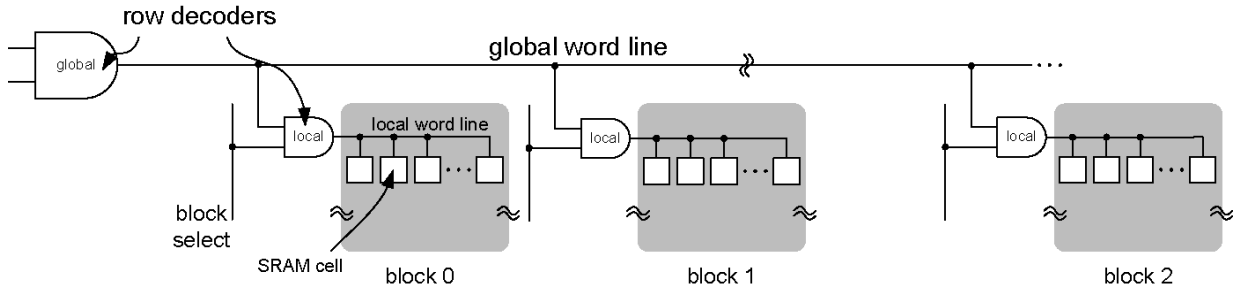 row decoders
global word line
global
local
local word line
local
local
block
select
SRAM cell
block 0
block 1
block 2